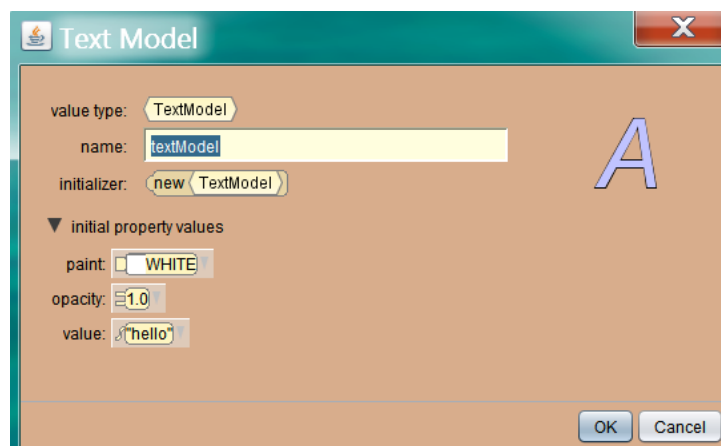 Text Model
X
value type: TextModel
name: textModel
initializer: new TextModel
initial property values
paint: WHITE
opacity: 1.0
value: "hello"
A
OK Cancel